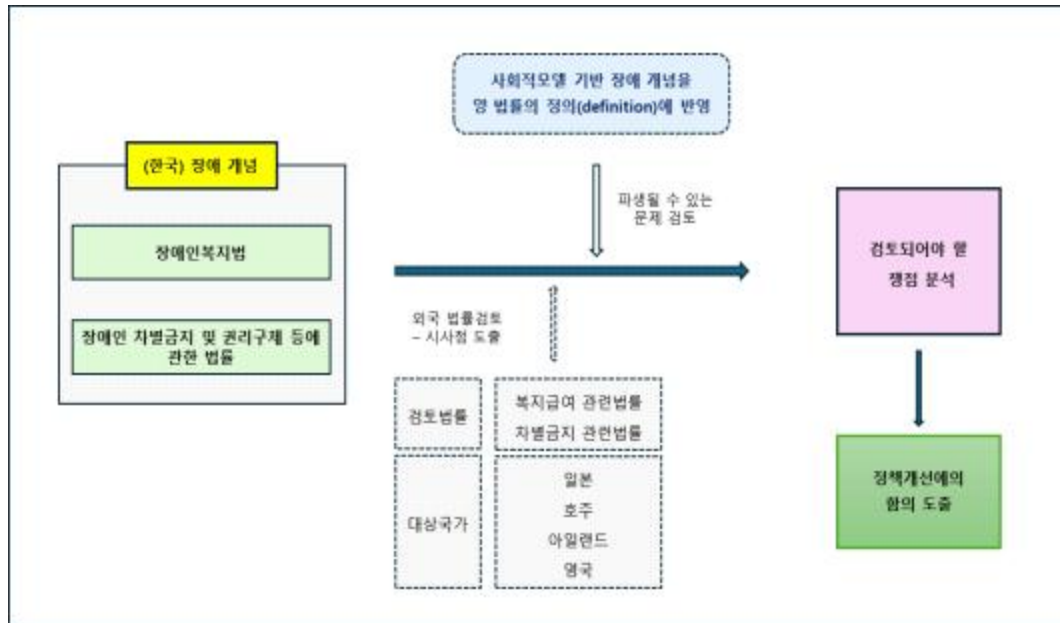 사회적모델 기반 장애 개념을
양 법률의 정의(definition)에 반영
(한국) 장애 개념
장애인복지법
장애인 차별금지 및 권리구제 등에
관한 법률
파생될 수 있는
문제 검토
외국 법률검토
– 시사점 도출
검토법률
복지급여 관련법률
차별금지 관련법률
대상국가
일본
호주
아일랜드
영국
검토되어야 할
쟁점 분석
정책개선에의
함의 도출